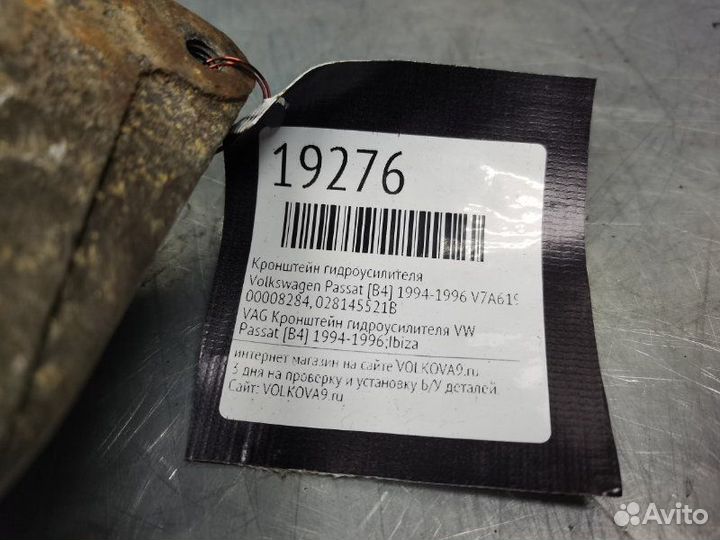 19276
Кронштейн гидроусилителя
Volkswagen Passat [B4] 1994-1996 V7A619
00008284, 028145521B
VAG Кронштейн гидроусилителя VW
Passat [B4] 1994-1996;Ibiza
интернет магазин на сайте VOLKOVA9.ru
3 дня на проверку и установку Б/У деталей.
Сайт: VOLKOVA9.ru
Avito